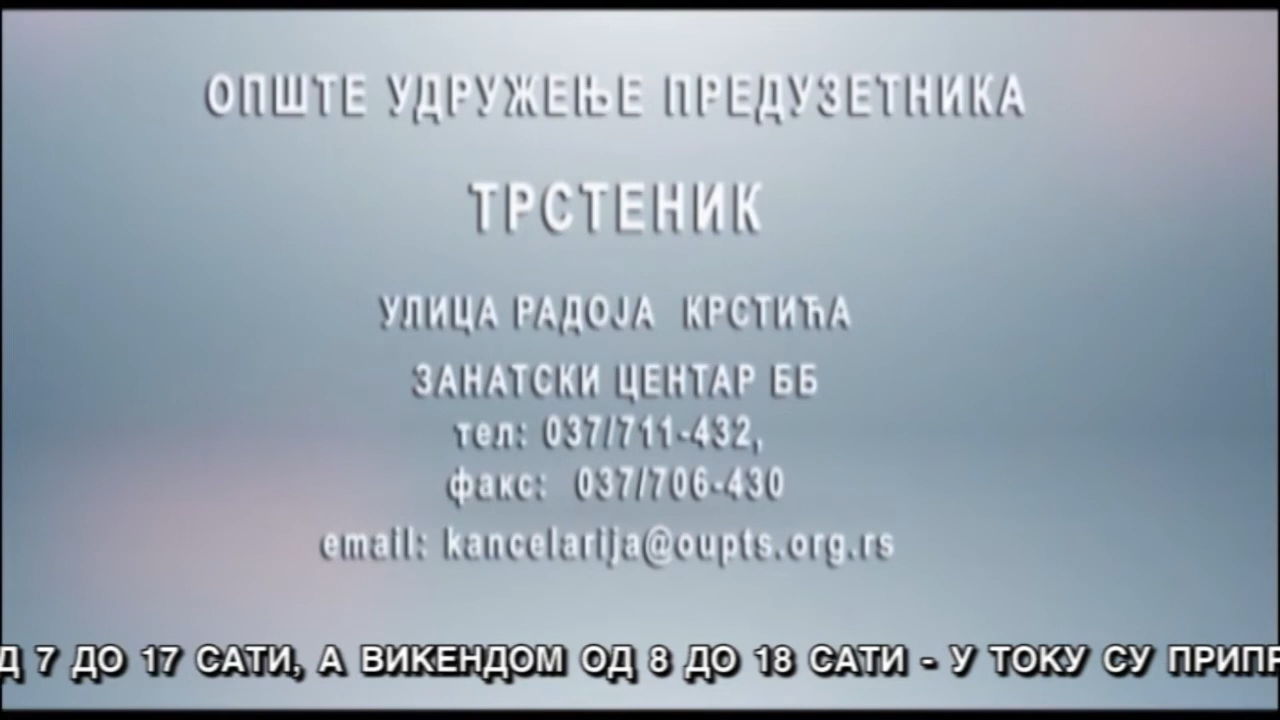 ОПШТЕ УДРУЖЕЊЕ ПРЕДУЗЕТНИКА
ТРСТЕНИК
УЛИЦА РАДОЈА КРСТИЋА
ЗАНАТСКИ ЦЕНТАР ББ
тел: 037/711-432,
факс: 037/706-430
email: kancelarija@oupts.org.rs
7 ДО 17 САТИ, А ВИКЕНДОМ ОД 8 ДО 18 САТИ - У ТОКУ СУ